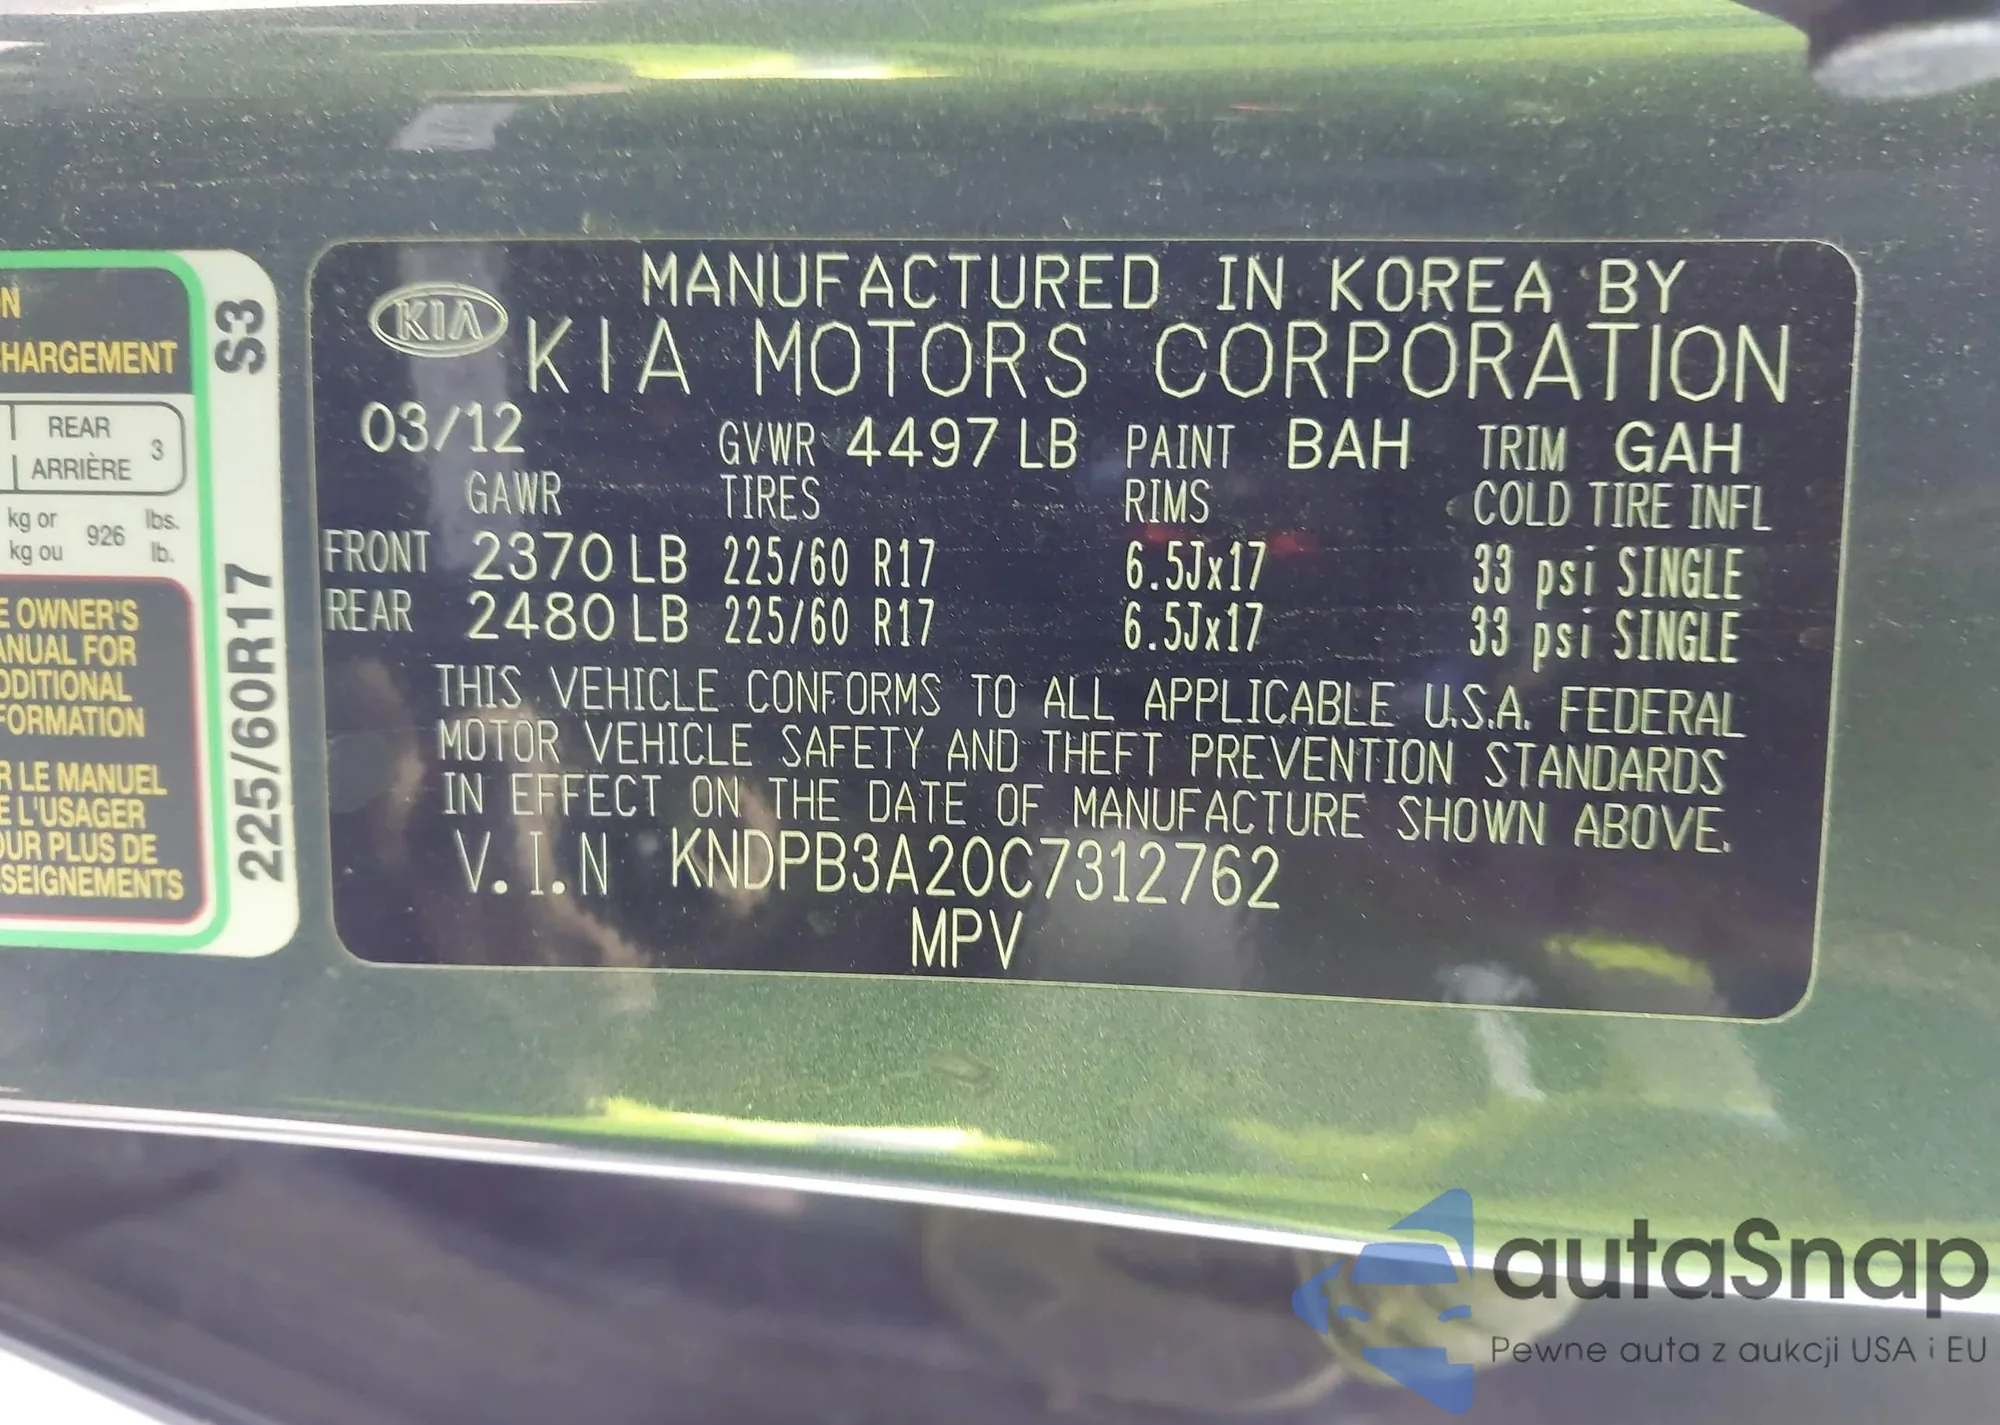 ON
CHARGEMENT
REAR
ARRIÈRE
3
kg or 926 lbs.
kg ou lb.
E OWNER'S
ANUAL FOR
DDITIONAL
FORMATION
R LE MANUEL
E L'USAGER
OUR PLUS DE
SEIGNEMENTS
225/60R17 S3
KIA
MANUFACTURED IN KOREA BY
KIA MOTORS CORPORATION
03/12 GVWR 4497 LB PAINT BAH TRIM GAH
GAWR TIRES RIMS COLD TIRE INFL
FRONT 2370 LB 225/60 R17 6.5Jx17 33 psi SINGLE
REAR 2480 LB 225/60 R17 6.5Jx17 33 psi SINGLE
THIS VEHICLE CONFORMS TO ALL APPLICABLE U.S.A. FEDERAL
MOTOR VEHICLE SAFETY AND THEFT PREVENTION STANDARDS
IN EFFECT ON THE DATE OF MANUFACTURE SHOWN ABOVE.
V.I.N KNDPB3A20C7312762
MPV
autaSnap
Pewne auta z aukcji USA i EU